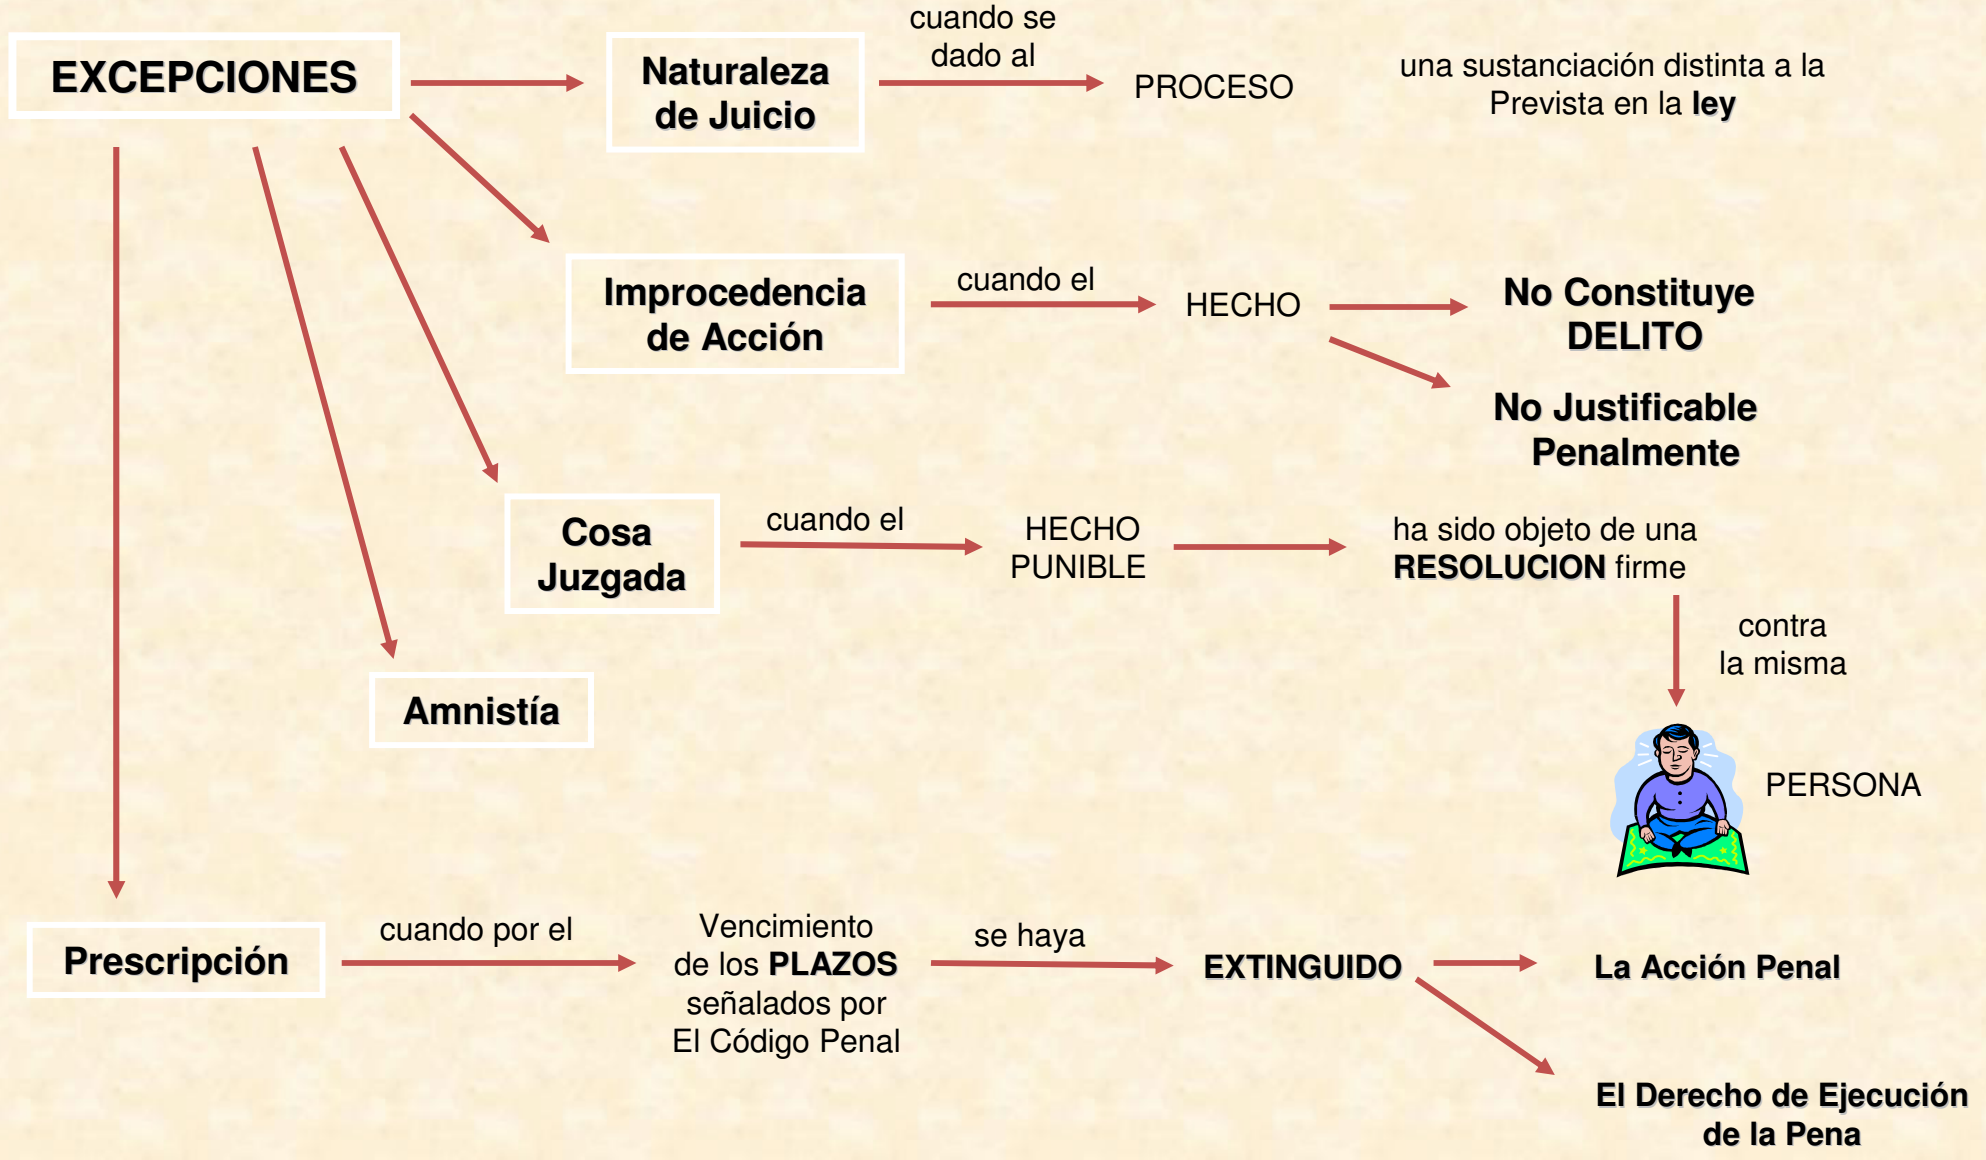 EXCEPCIONES
Naturaleza
de Juicio
cuando se
dado al
PROCESO
una sustanciación distinta a la
Prevista en la ley
Improcedencia
de Acción
cuando el
HECHO
No Constituye
DELITO
No Justificable
Penalmente
Cosa
Juzgada
cuando el
HECHO
PUNIBLE
ha sido objeto de una
RESOLUCION firme
contra
la misma
PERSONA
Amnistía
Prescripción
cuando por el
Vencimiento
de los PLAZOS
señalados por
El Código Penal
se haya
EXTINGUIDO
La Acción Penal
El Derecho de Ejecución
de la Pena